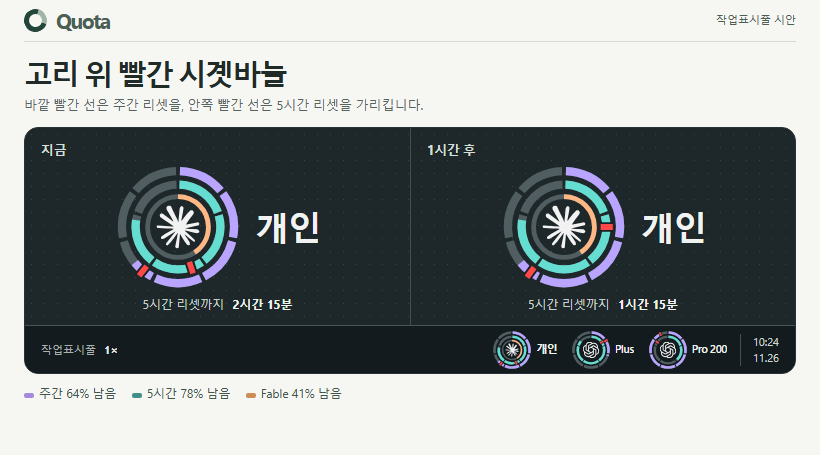 Quota
작업표시줄 시안
고리 위 빨간 시곗바늘
바깥 빨간 선은 주간 리셋을, 안쪽 빨간 선은 5시간 리셋을 가리킵니다.
지금
개인
5시간 리셋까지 2시간 15분
1시간 후
개인
5시간 리셋까지 1시간 15분
작업표시줄 1×
개인
Plus
Pro 200
10:24
11.26
주간 64% 남음
5시간 78% 남음
Fable 41% 남음